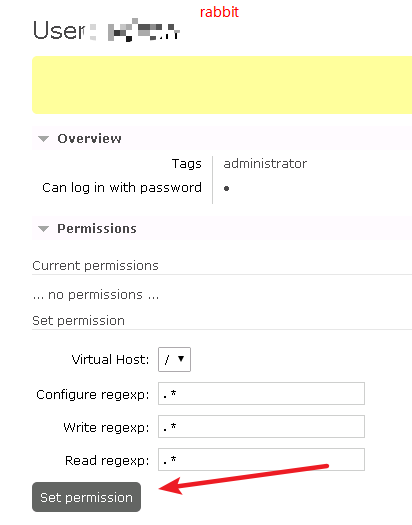 rabbit
User:
Overview
Tags administrator
Can log in with password •
Permissions
Current permissions
... no permissions ...
Set permission
Virtual Host: / ▼
Configure regexp: .*
Write regexp: .*
Read regexp: .*
Set permission